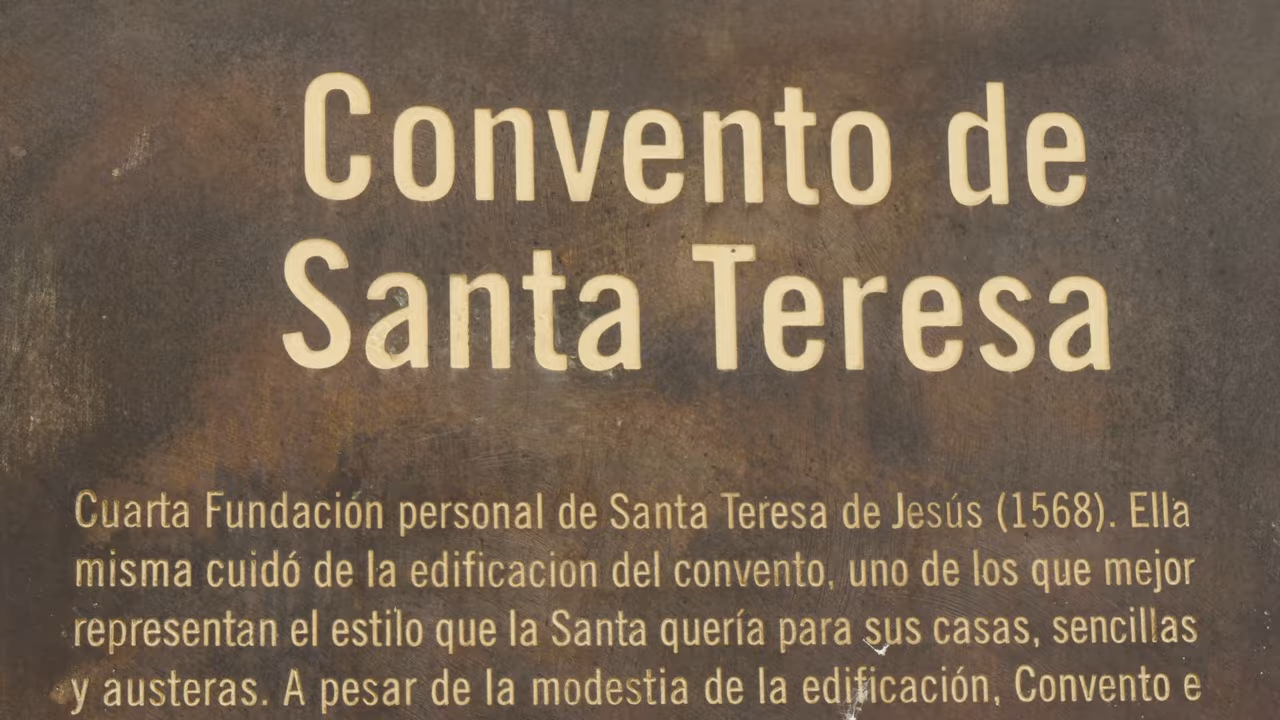 Convento de
Santa Teresa
Cuarta Fundación personal de Santa Teresa de Jesús (1568). Ella
misma cuidó de la edificacion del convento, uno de los que mejor
representan el estilo que la Santa quería para sus casas, sencillas
y austeras. A pesar de la modestia de la edificación, Convento e